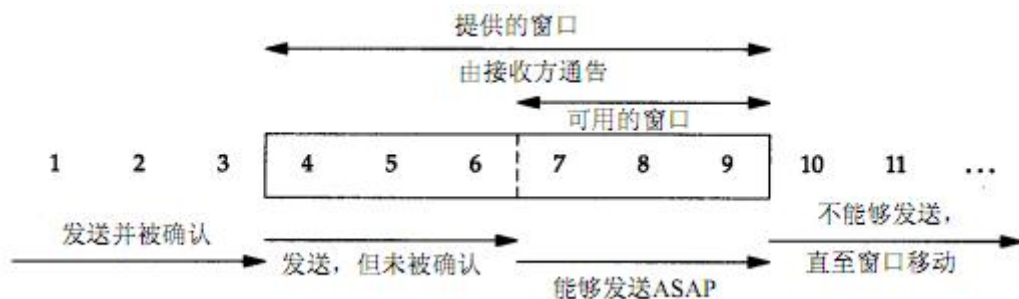 提供的窗口
由接收方通告
可用的窗口
1 2 3 4 5 6 7 8 9 10 11 ...
发送并被确认
发送，但未被确认
能够发送ASAP
不能够发送，
直至窗口移动